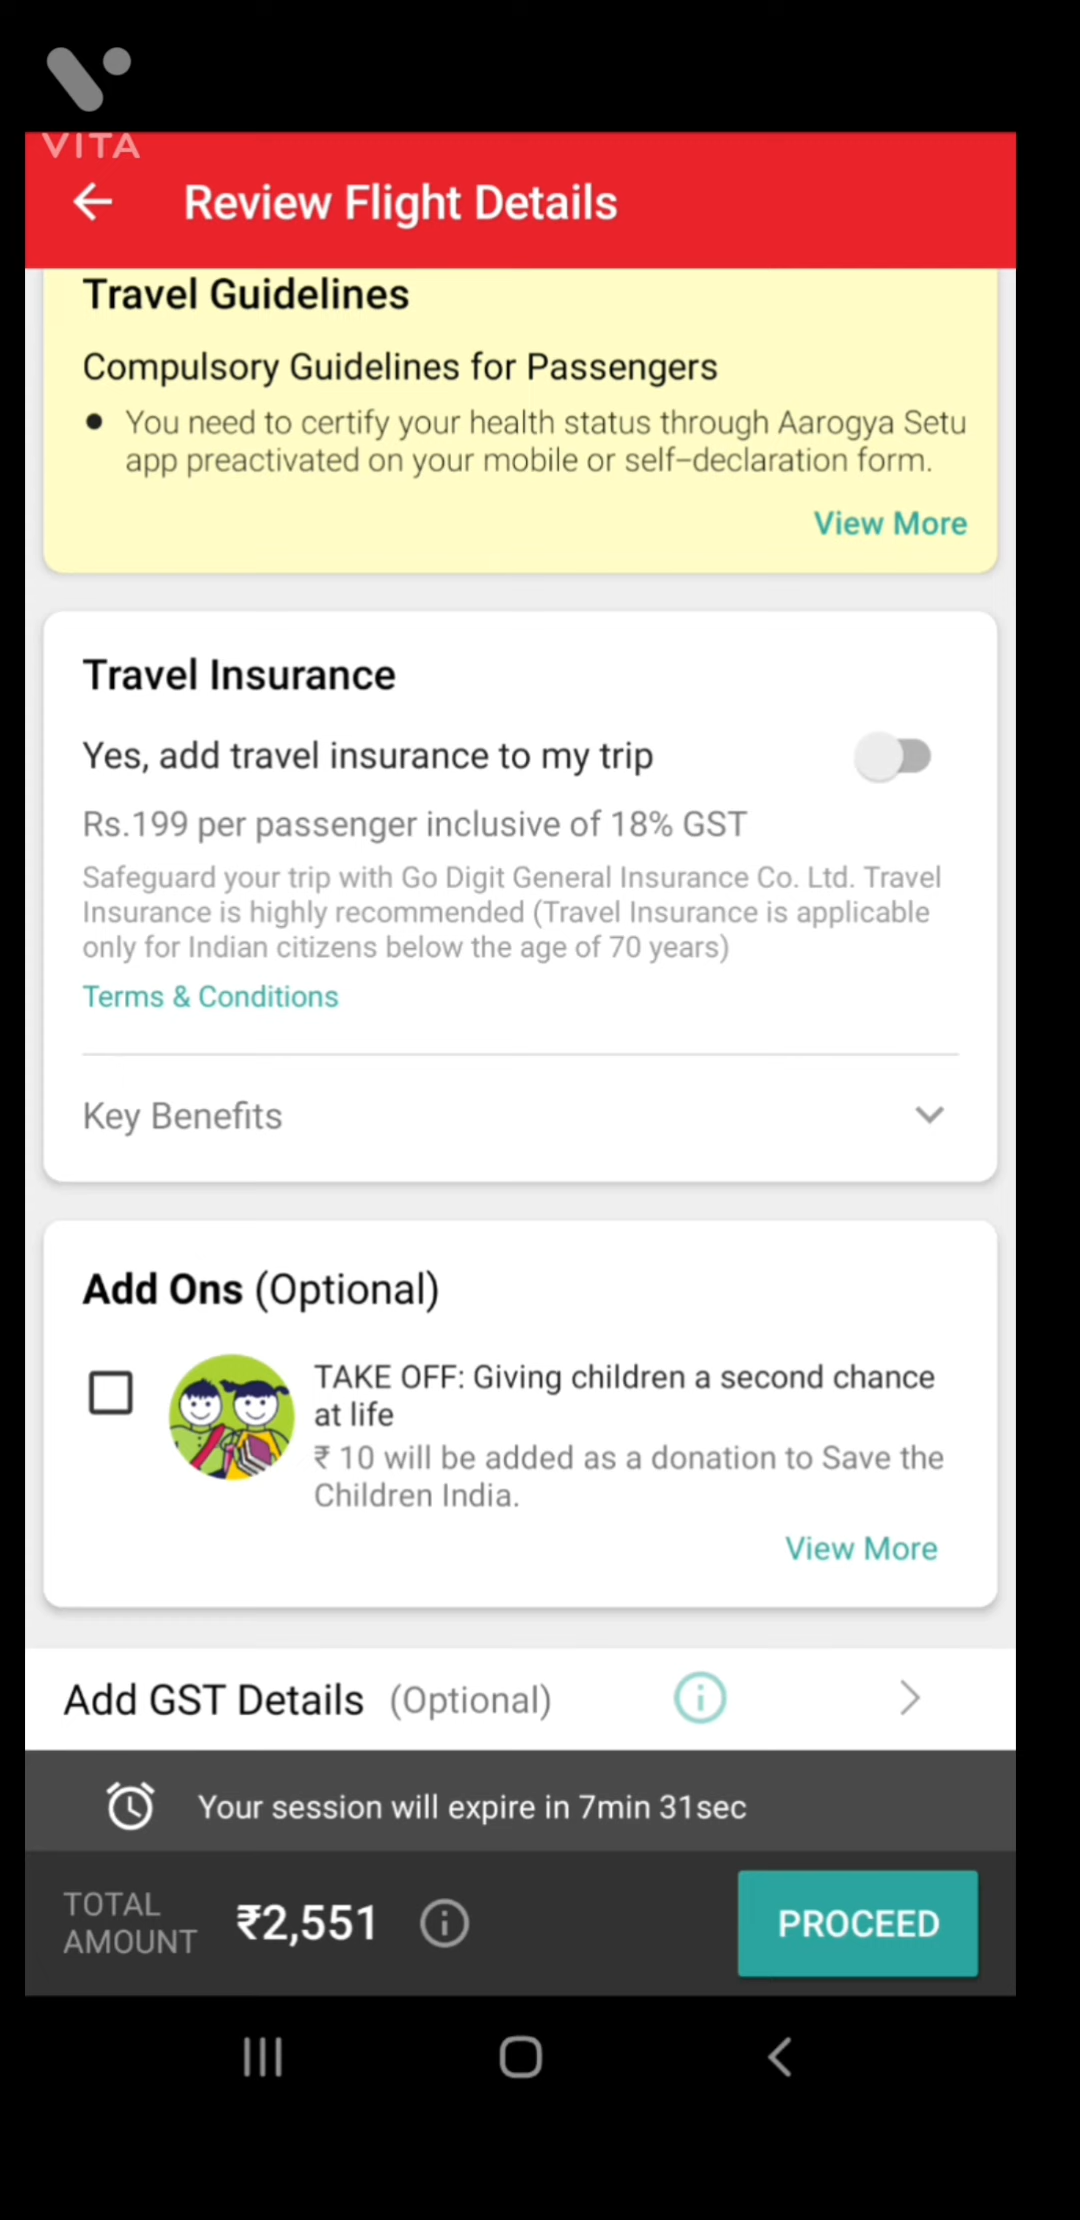 VITA
Review Flight Details
Travel Guidelines
Compulsory Guidelines for Passengers
You need to certify your health status through Aarogya Setu
app preactivated on your mobile or self-declaration form.
View More
Travel Insurance
Yes, add travel insurance to my trip
Rs.199 per passenger inclusive of 18% GST
Safeguard your trip with Go Digit General Insurance Co. Ltd. Travel
Insurance is highly recommended (Travel Insurance is applicable
only for Indian citizens below the age of 70 years)
Terms & Conditions
Key Benefits
Add Ons (Optional)
TAKE OFF: Giving children a second chance
at life
₹ 10 will be added as a donation to Save the
Children India.
View More
Add GST Details (Optional)
Your session will expire in 7min 31sec
TOTAL
AMOUNT ₹2,551
PROCEED